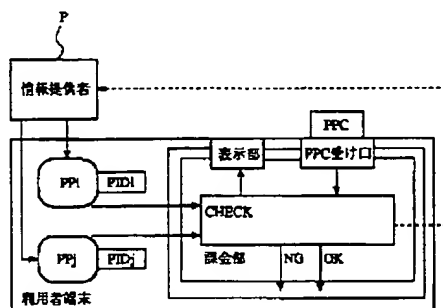 P
情報提供者
PPC
表示部
PPC受け口
PPi
PIDi
CHECK
PPj
PIDj
課金部
NG
OK
利用者端末